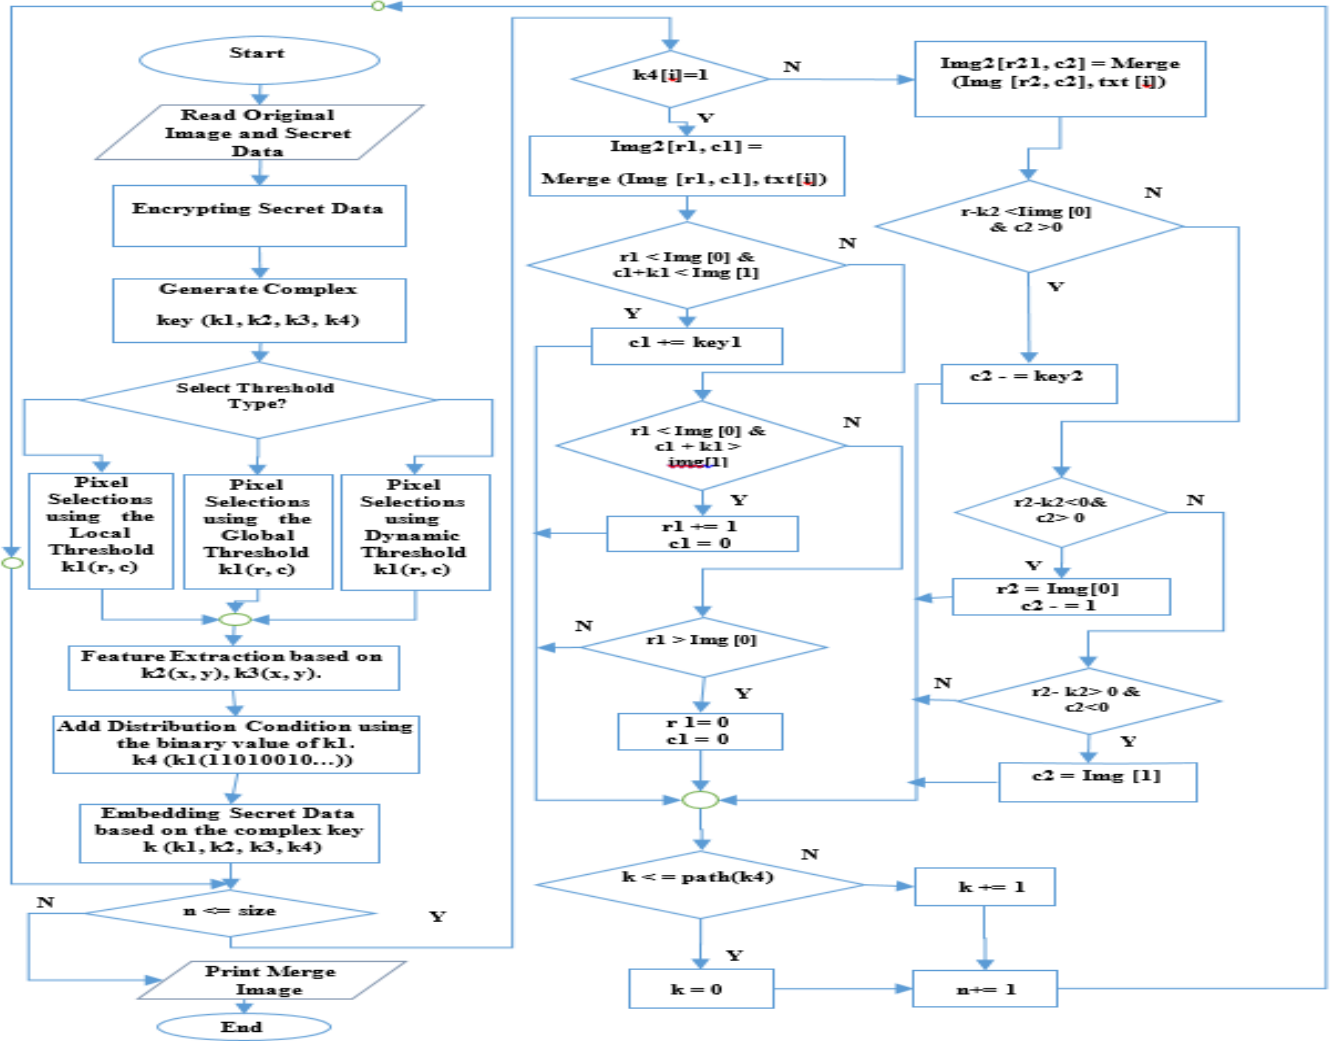 Start
Read Original
Image and Secret
Data
Encrypting Secret Data
Generate Complex
key (k1, k2, k3, k4)
Select Threshold
Type?
Pixel
Selections
using the
Local
Threshold
k1(r, c)
Pixel
Selections
using the
Global
Threshold
k1(r, c)
Pixel
Selections
using
Dynamic
Threshold
k1(r, c)
Feature Extraction based on
k2(x, y), k3(x, y).
Add Distribution Condition using
the binary value of k1.
k4 (k1(11010010...))
Embedding Secret Data
based on the complex key
k (k1, k2, k3, k4)
n <= size
N
Y
Print Merge
Image
End
k4[i]=1
N
Y
Img2[r1, c1] =
Merge (Img [r1, c1], txt[i])
r1 < Img [0] &
c1+k1 < Img [1]
N
Y
c1 += key1
r1 < Img [0] &
c1 + k1 >
img[1]
N
Y
r1 += 1
c1 = 0
r1 > Img [0]
N
Y
r 1= 0
c1 = 0
k < = path(k4)
N
Y
k += 1
k = 0
n+= 1
Img2[r21, c2] = Merge
(Img [r2, c2], txt [i])
r-k2 <Iimg [0]
& c2 >0
N
Y
c2 - = key2
r2-k2<0&
c2> 0
N
Y
r2 = Img[0]
c2 - = 1
r2- k2> 0 &
c2<0
N
Y
c2 = Img [1]